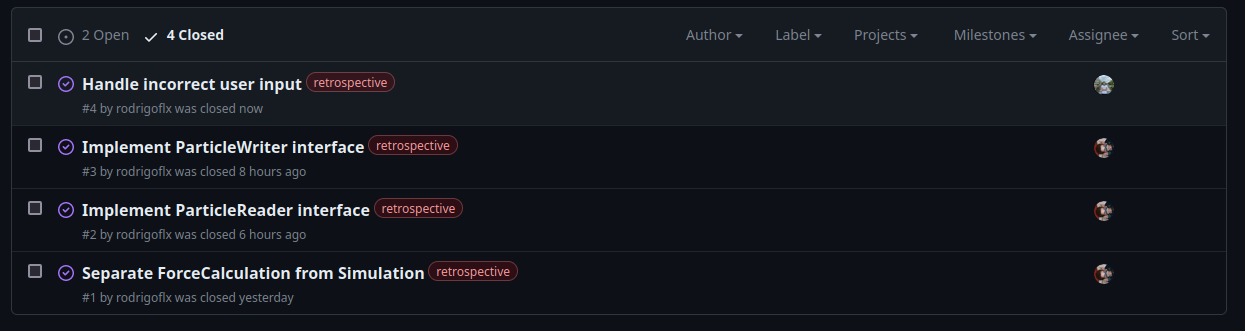 2 Open 4 Closed Author Label Projects Milestones Assignee Sort
Handle incorrect user input retrospective
#4 by rodrigoflx was closed now
Implement ParticleWriter interface retrospective
#3 by rodrigoflx was closed 8 hours ago
Implement ParticleReader interface retrospective
#2 by rodrigoflx was closed 6 hours ago
Separate ForceCalculation from Simulation retrospective
#1 by rodrigoflx was closed yesterday